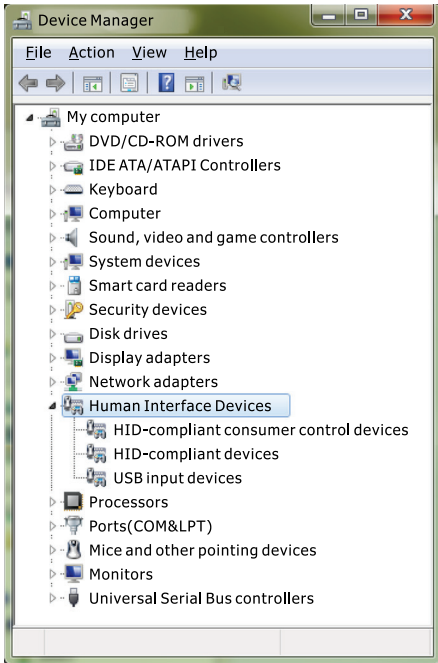 Device Manager
File Action View Help
My computer
DVD/CD-ROM drivers
IDE ATA/ATAPI Controllers
Keyboard
Computer
Sound, video and game controllers
System devices
Smart card readers
Security devices
Disk drives
Display adapters
Network adapters
Human Interface Devices
HID-compliant consumer control devices
HID-compliant devices
USB input devices
Processors
Ports(COM&LPT)
Mice and other pointing devices
Monitors
Universal Serial Bus controllers